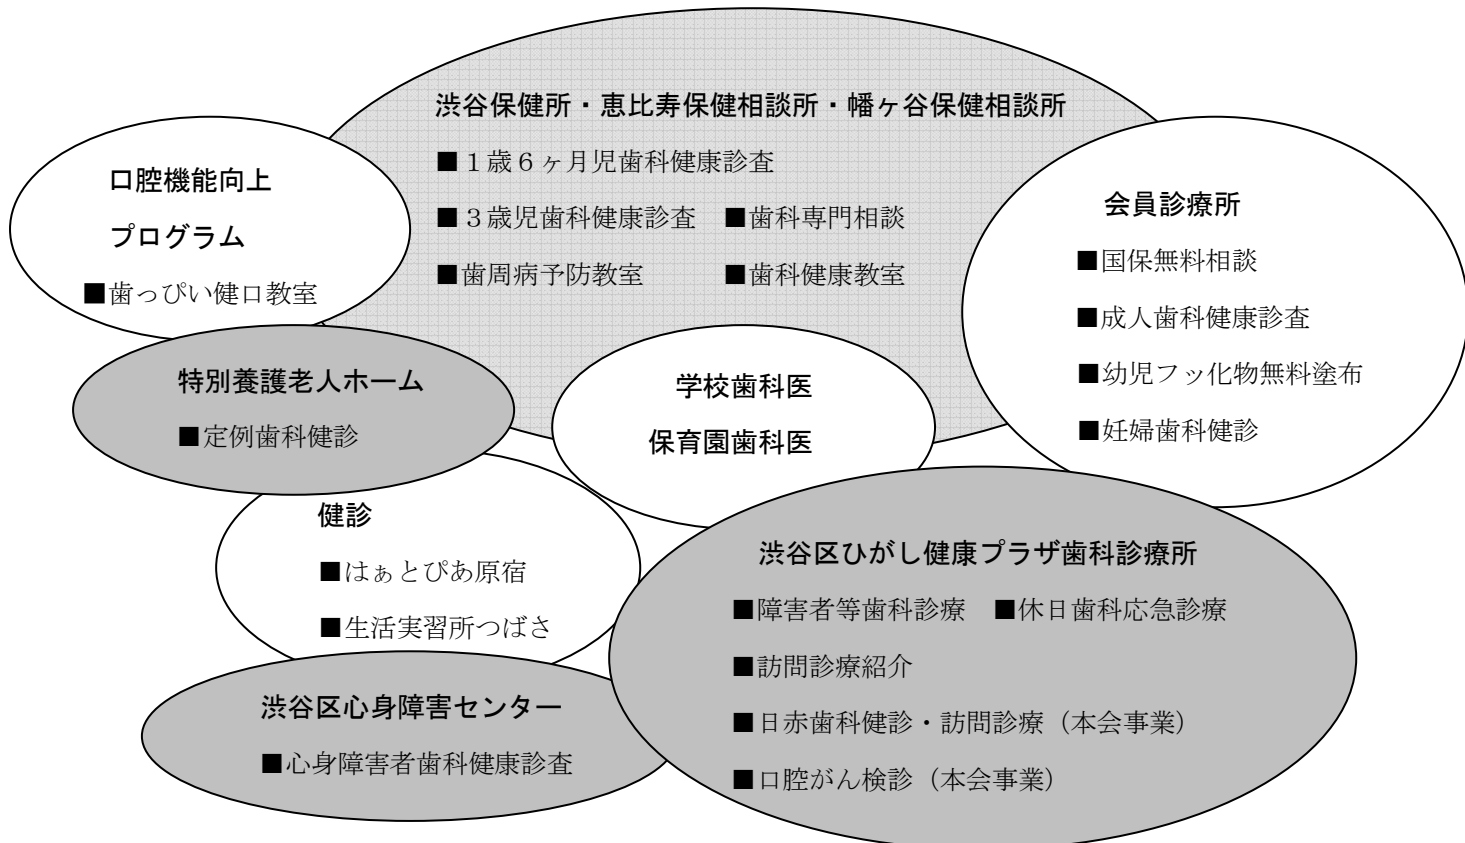 渋谷保健所・恵比寿保健相談所・幡ヶ谷保健相談所
■１歳６ヶ月児歯科健康診査
■３歳児歯科健康診査 ■歯科専門相談
■歯周病予防教室 ■歯科健康教室
口腔機能向上
プログラム
■歯っぴい健口教室
会員診療所
■国保無料相談
■成人歯科健康診査
■幼児フッ化物無料塗布
■妊婦歯科健診
特別養護老人ホーム
■定例歯科健診
学校歯科医
保育園歯科医
健診
■はぁとぴあ原宿
■生活実習所つばさ
渋谷区ひがし健康プラザ歯科診療所
■障害者等歯科診療 ■休日歯科応急診療
■訪問診療紹介
■日赤歯科健診・訪問診療（本会事業）
■口腔がん検診（本会事業）
渋谷区心身障害センター
■心身障害者歯科健康診査